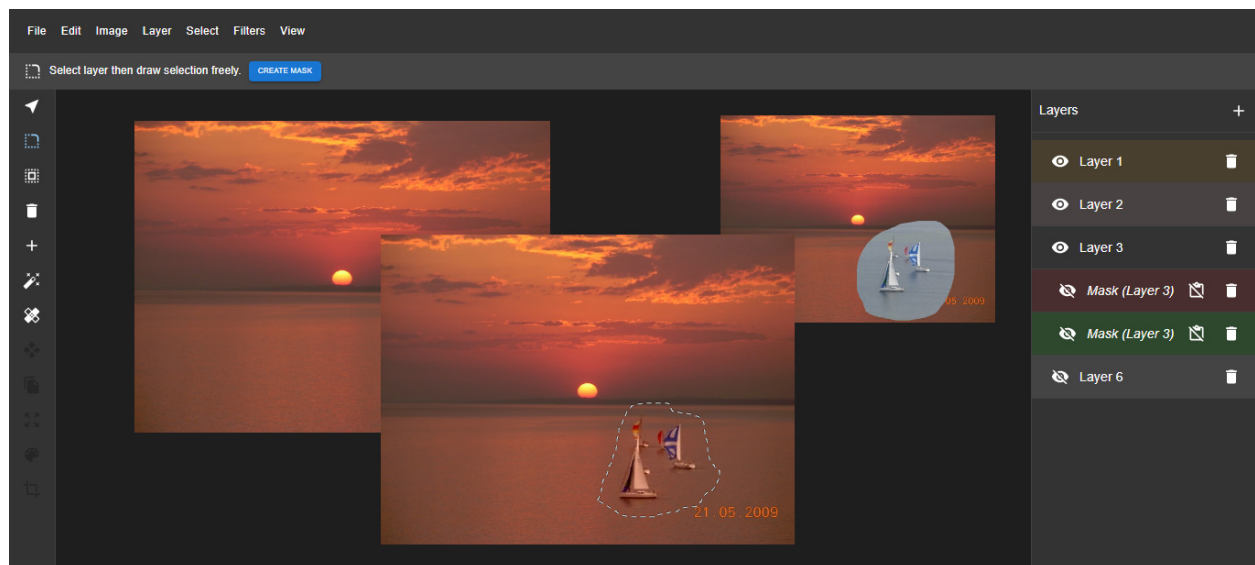 File Edit Image Layer Select Filters View
Select layer then draw selection freely. CREATE MASK
Layers
Layer 1
Layer 2
Layer 3
Mask (Layer 3)
Mask (Layer 3)
Layer 6
05 2009
21 05 2009